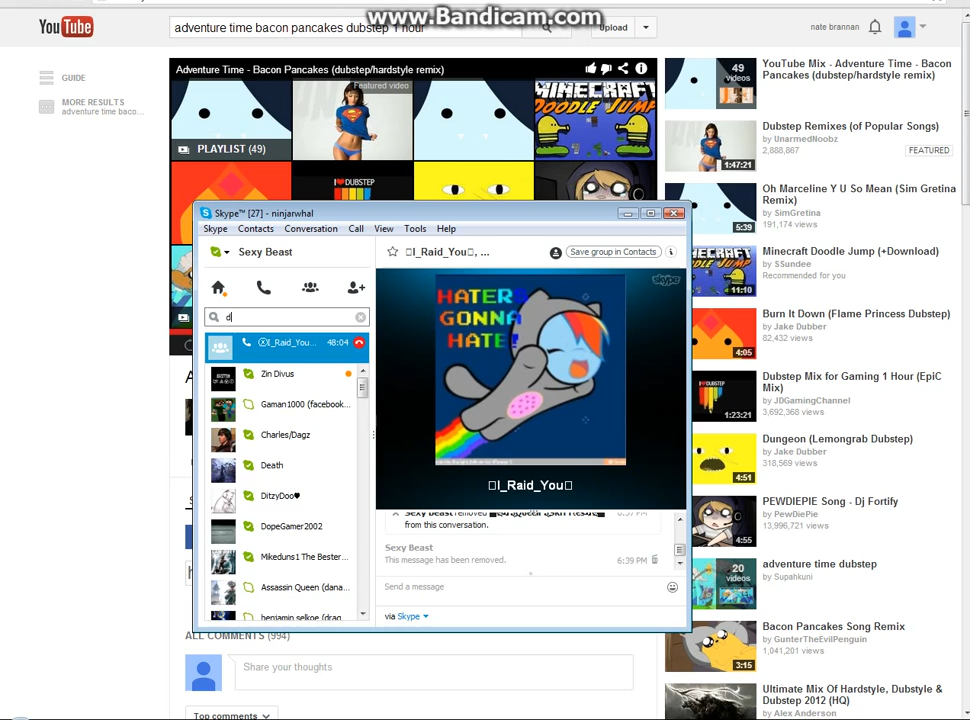 www.Bandicam.com
YouTube
adventure time bacon pancakes dubstep 1 hour
Upload
nate brannan
GUIDE
MORE RESULTS
adventure time baco...
Adventure Time - Bacon Pancakes (dubstep/hardstyle remix)
Featured video
PLAYLIST (49)
MINECRAFT
DOODLE JUMP
I ♥ DUBSTEP
Skype™ [27] - ninjarwhal
Skype Contacts Conversation Call View Tools Help
Sexy Beast
d
I_Raid_You... 48:04
Zin Divus
Gaman1000 (facebook...
Charles/Dagz
Death
DitzyDoo♥
DopeGamer2002
Mikeduns1 The Bester...
Assassin Queen (dana...
benjamin selkoe (drag
▯I_Raid_You▯, ...
Save group in Contacts
skype
HATERS
GONNA
HATE!
▯I_Raid_You▯
Sexy Beast removed
6:37 PM
from this conversation.
Sexy Beast
This message has been removed.
6:39 PM
Send a message
via Skype
ALL COMMENTS (994)
Share your thoughts
Top comments
49
videos
YouTube Mix - Adventure Time - Bacon
Pancakes (dubstep/hardstyle remix)
Dubstep Remixes (of Popular Songs)
by UnarmedNoobz
2,888,867
FEATURED
1:47:21
Oh Marceline Y U So Mean (Sim Gretina
Remix)
by SimGretina
191,174 views
5:39
Minecraft Doodle Jump (+Download)
by SSundee
Recommended for you
11:10
Burn It Down (Flame Princess Dubstep)
by Jake Dubber
82,432 views
4:05
Dubstep Mix for Gaming 1 Hour (EpiC
Mix)
by JDGamingChannel
3,692,368 views
1:23:21
Dungeon (Lemongrab Dubstep)
by Jake Dubber
318,569 views
4:51
PEWDIEPIE Song - Dj Fortify
by PewDiePie
13,996,721 views
4:55
20
videos
adventure time dubstep
by Supahkuni
Bacon Pancakes Song Remix
by GunterTheEvilPenguin
1,041,201 views
3:15
Ultimate Mix Of Hardstyle, Dubstyle &
Dubstep 2012 (HQ)
by Alex Anderson